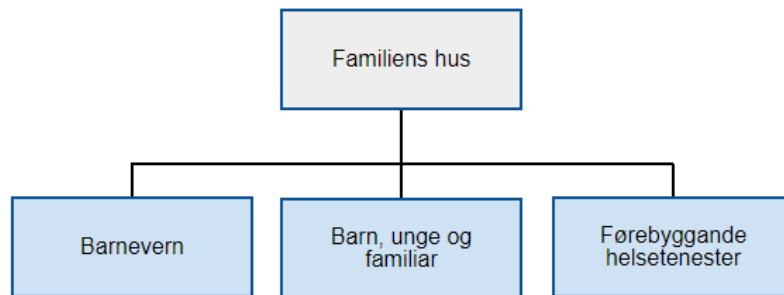 Familiens hus
Barnevern
Barn, unge og
familiar
Førebyggande
helsetenester